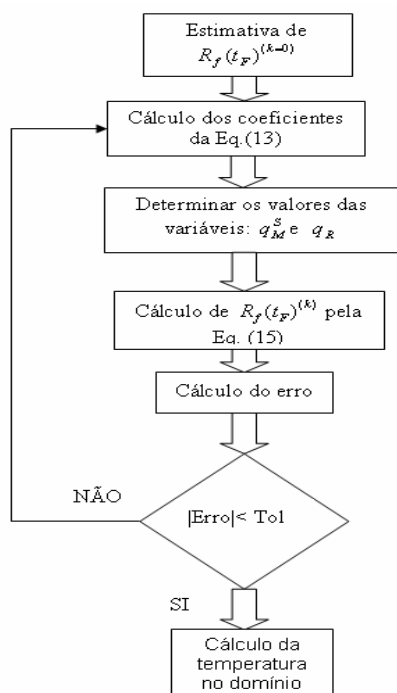 Estimativa de
R_f(t_F)^(k=0)
Cálculo dos coeficientes
da Eq.(13)
Determinar os valores das
variáveis: q_M^S e q_R
Cálculo de R_f(t_F)^(k) pela
Eq. (15)
Cálculo do erro
NÃO
|Erro|< Tol
SI
Cálculo da
temperatura
no domínio